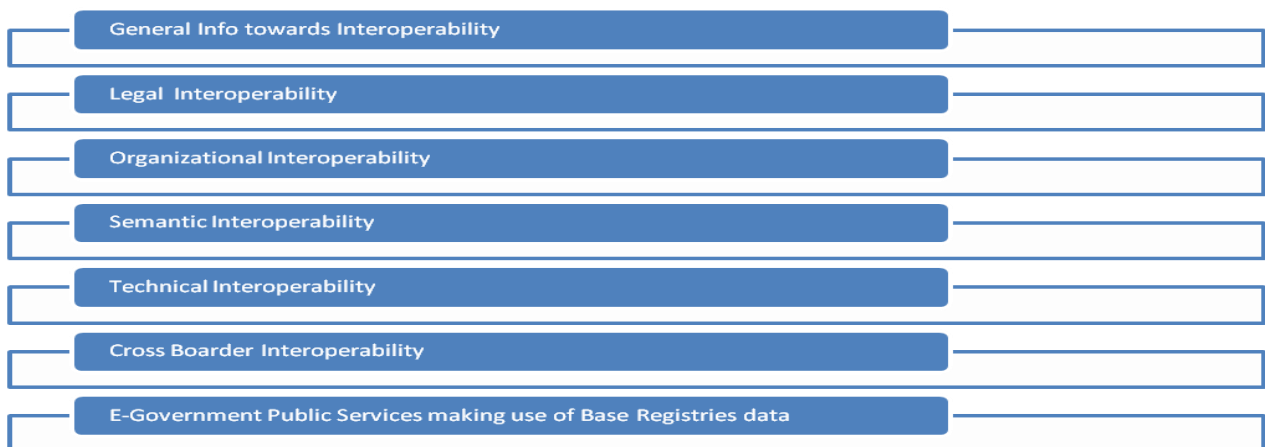 General Info towards Interoperability
Legal Interoperability
Organizational Interoperability
Semantic Interoperability
Technical Interoperability
Cross Boarder Interoperability
E-Government Public Services making use of Base Registries data